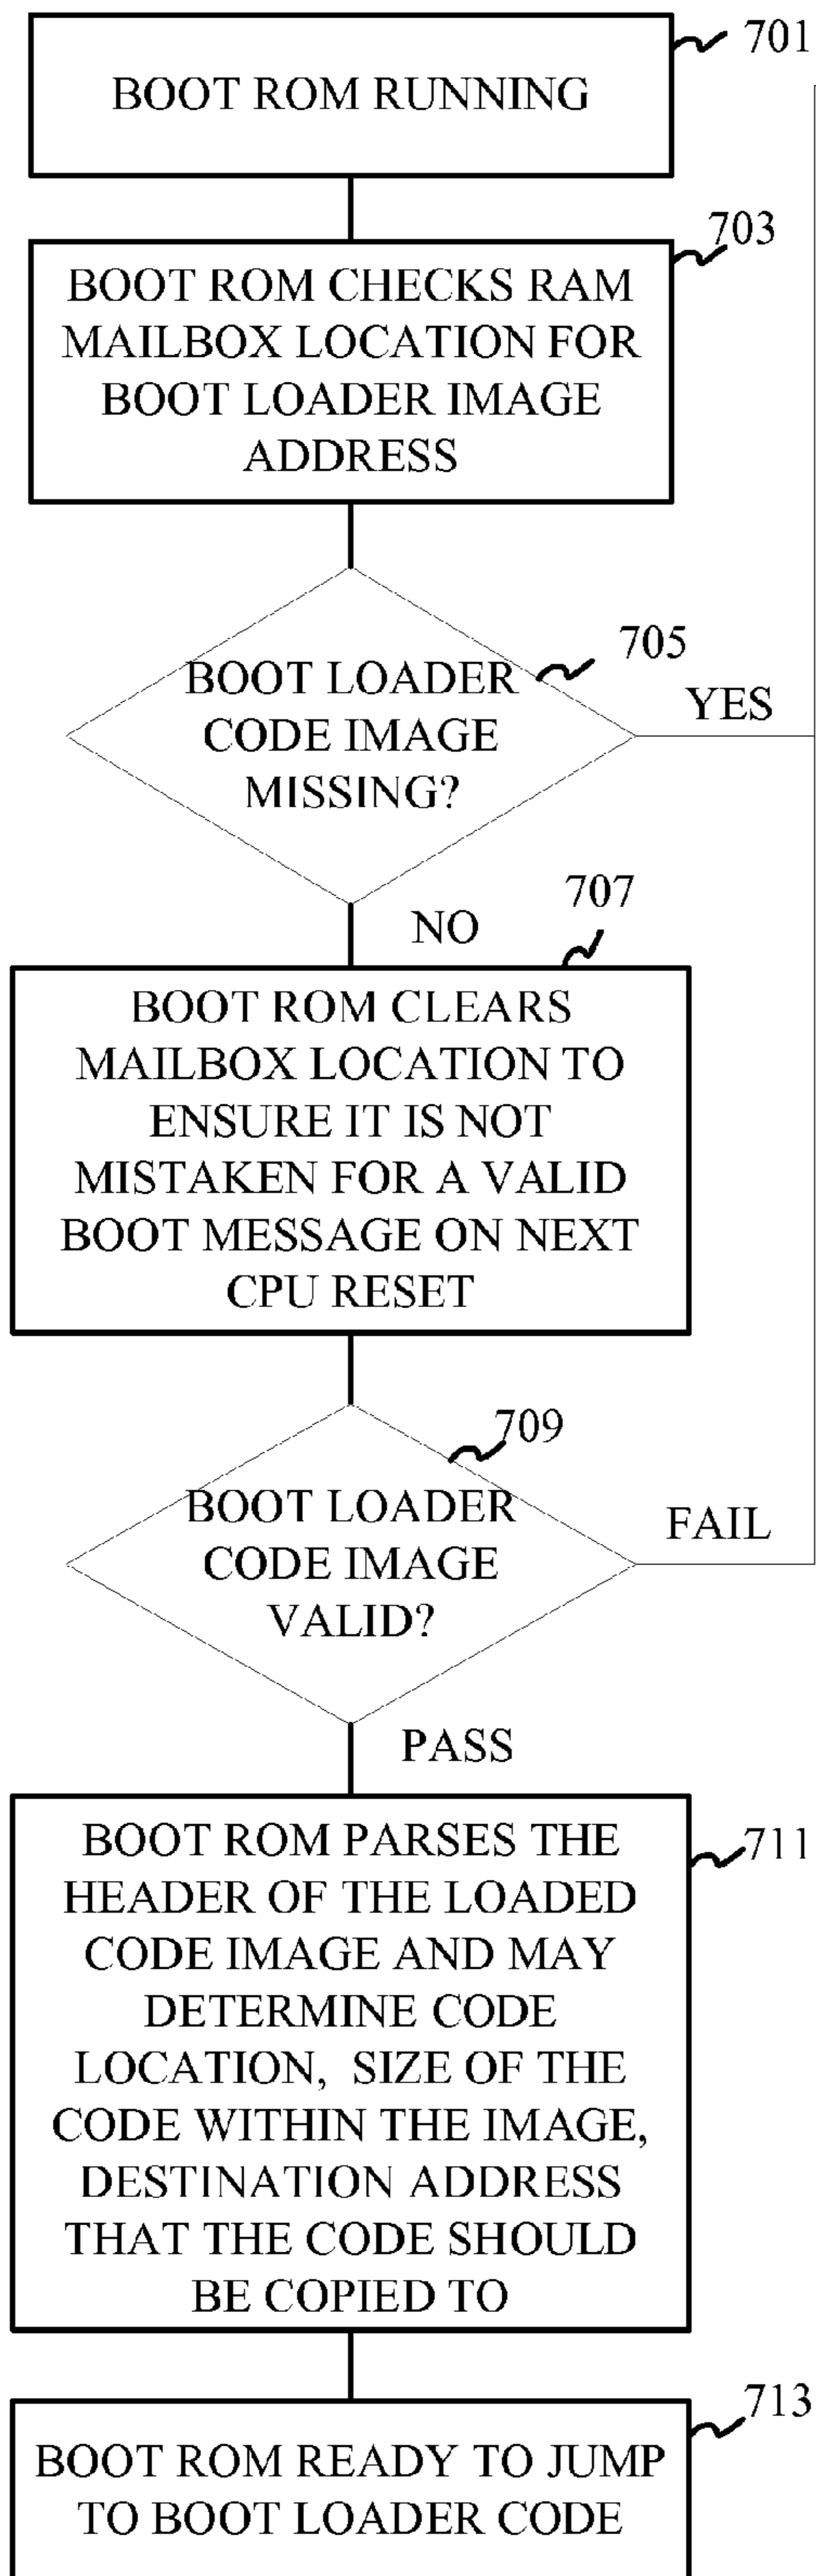 701
BOOT ROM RUNNING
703
BOOT ROM CHECKS RAM
MAILBOX LOCATION FOR
BOOT LOADER IMAGE
ADDRESS
705
BOOT LOADER
CODE IMAGE
MISSING?
YES
NO
707
BOOT ROM CLEARS
MAILBOX LOCATION TO
ENSURE IT IS NOT
MISTAKEN FOR A VALID
BOOT MESSAGE ON NEXT
CPU RESET
709
BOOT LOADER
CODE IMAGE
VALID?
FAIL
PASS
711
BOOT ROM PARSES THE
HEADER OF THE LOADED
CODE IMAGE AND MAY
DETERMINE CODE
LOCATION, SIZE OF THE
CODE WITHIN THE IMAGE,
DESTINATION ADDRESS
THAT THE CODE SHOULD
BE COPIED TO
713
BOOT ROM READY TO JUMP
TO BOOT LOADER CODE